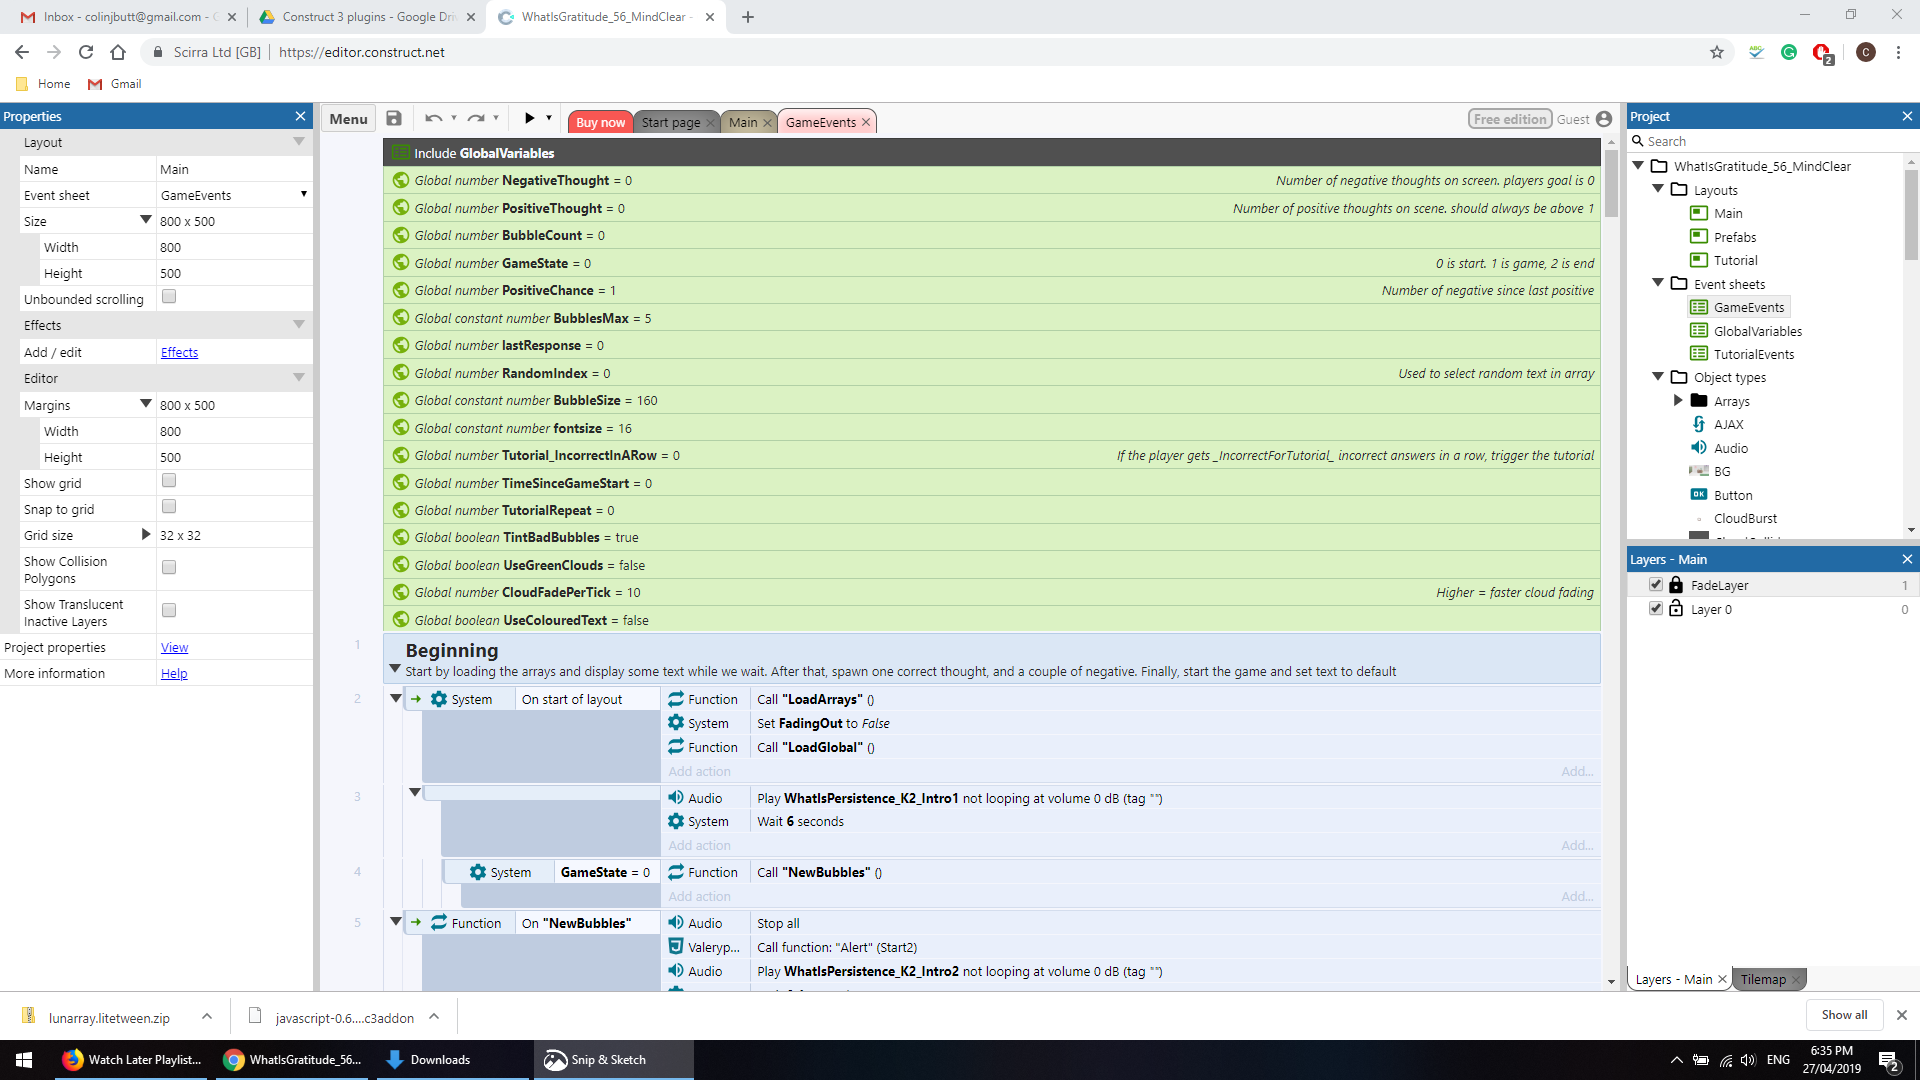 Inbox - colinjbutt@gmail.com - G
Construct 3 plugins - Google Driv
WhatIsGratitude_56_MindClear -
Scirra Ltd [GB] | https://editor.construct.net
2
C
Home
Gmail
Properties
Layout
Name Main
Event sheet GameEvents
Size 800 x 500
Width 800
Height 500
Unbounded scrolling
Effects
Add / edit Effects
Editor
Margins 800 x 500
Width 800
Height 500
Show grid
Snap to grid
Grid size 32 x 32
Show Collision
Polygons
Show Translucent
Inactive Layers
Project properties View
More information Help
Menu
Buy now
Start page
Main
GameEvents
Free edition Guest
Include GlobalVariables
Global number NegativeThought = 0 Number of negative thoughts on screen. players goal is 0
Global number PositiveThought = 0 Number of positive thoughts on scene. should always be above 1
Global number BubbleCount = 0
Global number GameState = 0 0 is start. 1 is game, 2 is end
Global number PositiveChance = 1 Number of negative since last positive
Global constant number BubblesMax = 5
Global number lastResponse = 0
Global number RandomIndex = 0 Used to select random text in array
Global constant number BubbleSize = 160
Global constant number fontsize = 16
Global number Tutorial_IncorrectInARow = 0 If the player gets _IncorrectForTutorial_ incorrect answers in a row, trigger the tutorial
Global number TimeSinceGameStart = 0
Global number TutorialRepeat = 0
Global boolean TintBadBubbles = true
Global boolean UseGreenClouds = false
Global number CloudFadePerTick = 10 Higher = faster cloud fading
Global boolean UseColouredText = false
1 Beginning
Start by loading the arrays and display some text while we wait. After that, spawn one correct thought, and a couple of negative. Finally, start the game and set text to default
2 System On start of layout Function Call "LoadArrays" ()
System Set FadingOut to False
Function Call "LoadGlobal" ()
Add action Add...
3 Audio Play WhatIsPersistence_K2_Intro1 not looping at volume 0 dB (tag "")
System Wait 6 seconds
Add action Add...
4 System GameState = 0 Function Call "NewBubbles" ()
Add action Add...
5 Function On "NewBubbles" Audio Stop all
Valeryp... Call function: "Alert" (Start2)
Audio Play WhatIsPersistence_K2_Intro2 not looping at volume 0 dB (tag "")
Project
Search
WhatIsGratitude_56_MindClear
Layouts
Main
Prefabs
Tutorial
Event sheets
GameEvents
GlobalVariables
TutorialEvents
Object types
Arrays
AJAX
Audio
BG
OK Button
CloudBurst
Layers - Main
FadeLayer 1
Layer 0 0
Layers - Main
Tilemap
lunarray.litetween.zip
javascript-0.6....c3addon
Show all
Watch Later Playlist...
WhatIsGratitude_56...
Downloads
Snip & Sketch
ENG
6:35 PM
27/04/2019
2